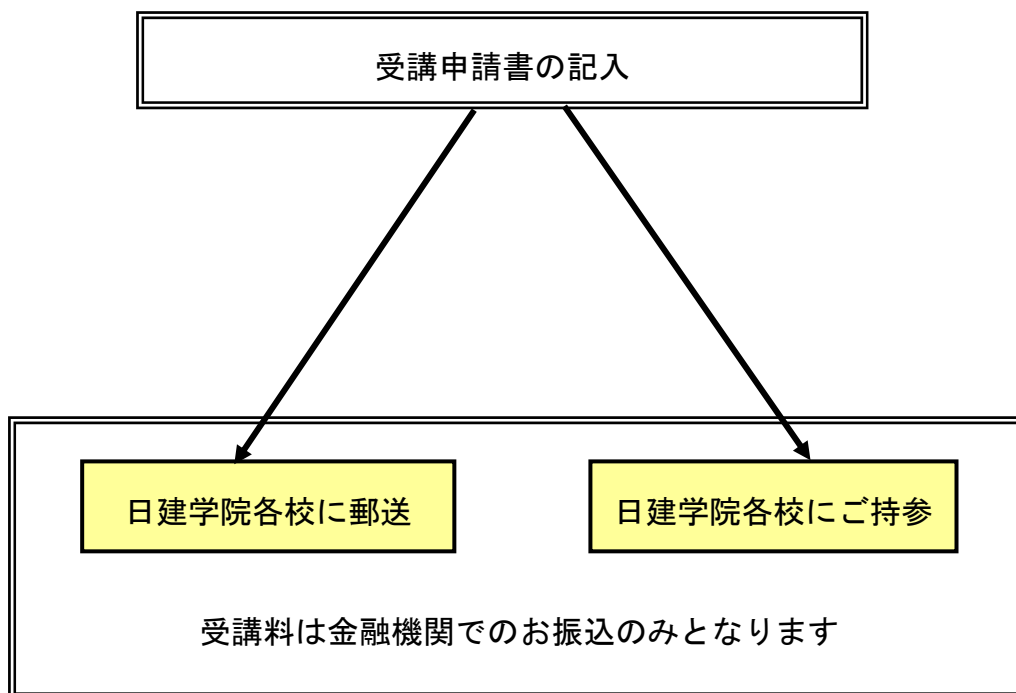 受講申請書の記入
日建学院各校に郵送
日建学院各校にご持参
受講料は金融機関でのお振込のみとなります